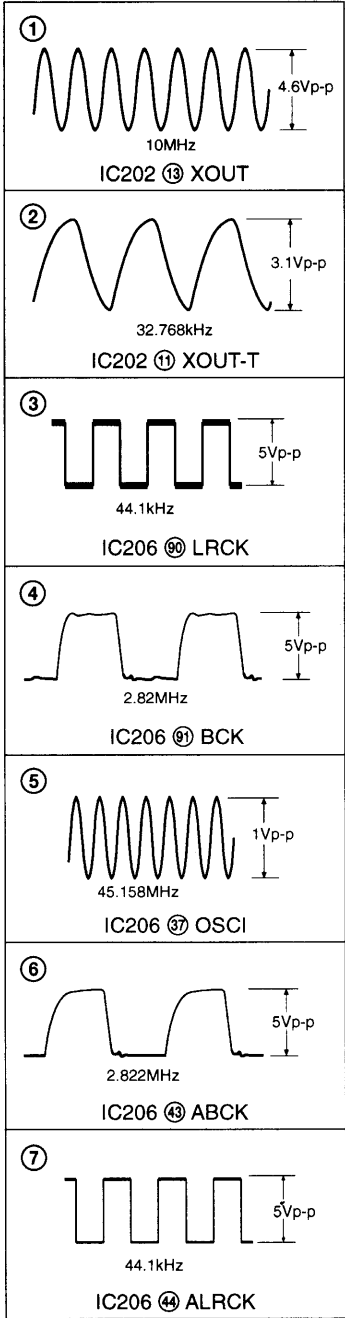 ①
4.6Vp-p
10MHz
IC202 ⑬ XOUT
②
3.1Vp-p
32.768kHz
IC202 ⑪ XOUT-T
③
5Vp-p
44.1kHz
IC206 �90 LRCK
④
5Vp-p
2.82MHz
IC206 �91 BCK
⑤
1Vp-p
45.158MHz
IC206 ㊲ OSCI
⑥
5Vp-p
2.822MHz
IC206 ㊸ ABCK
⑦
5Vp-p
44.1kHz
IC206 ㊹ ALRCK